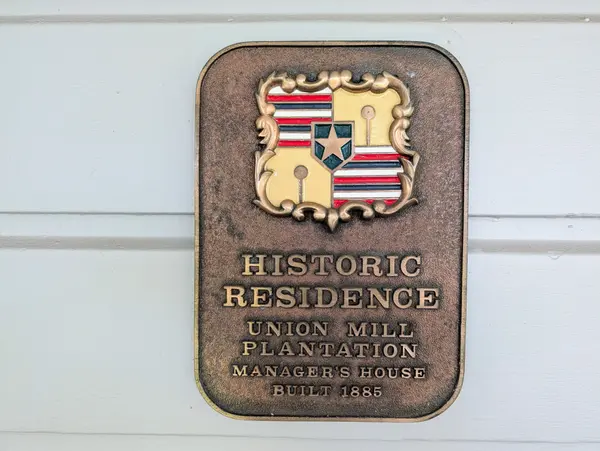 HISTORIC
RESIDENCE
UNION MILL
PLANTATION
MANAGER'S HOUSE
BUILT 1885